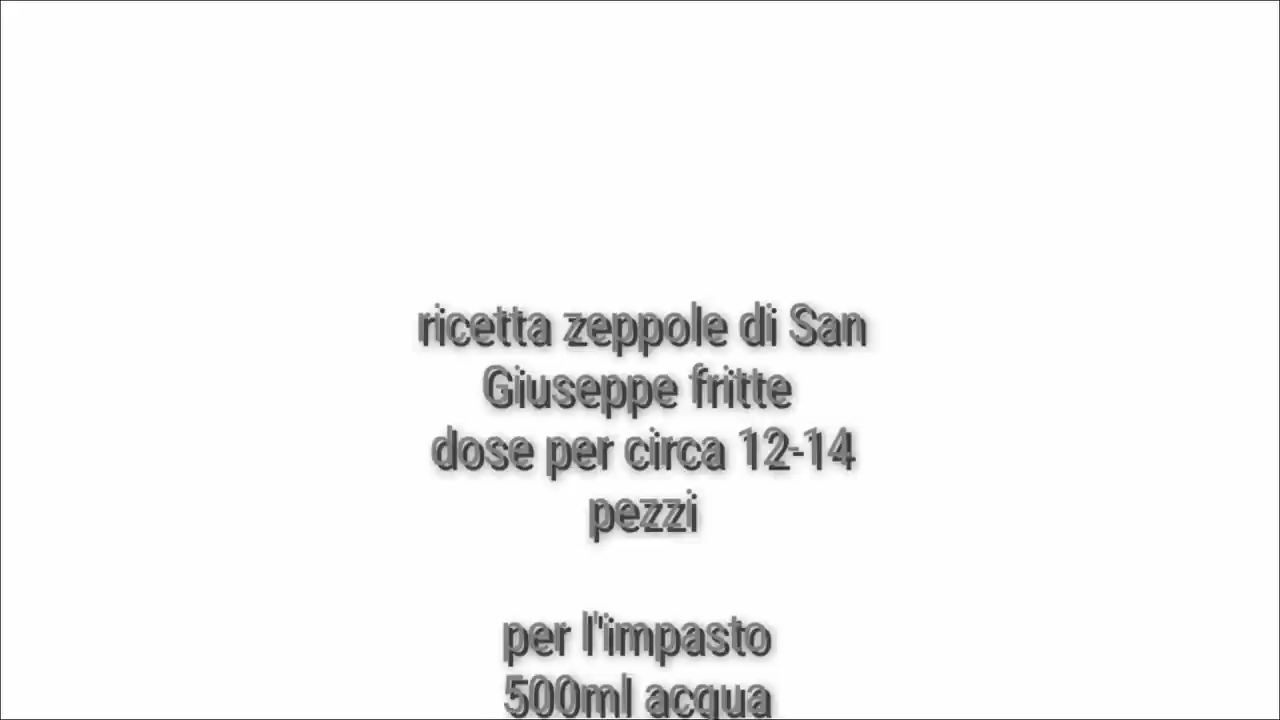 ricetta zeppole di San
Giuseppe fritte
dose per circa 12-14
pezzi
per l'impasto
500ml acqua